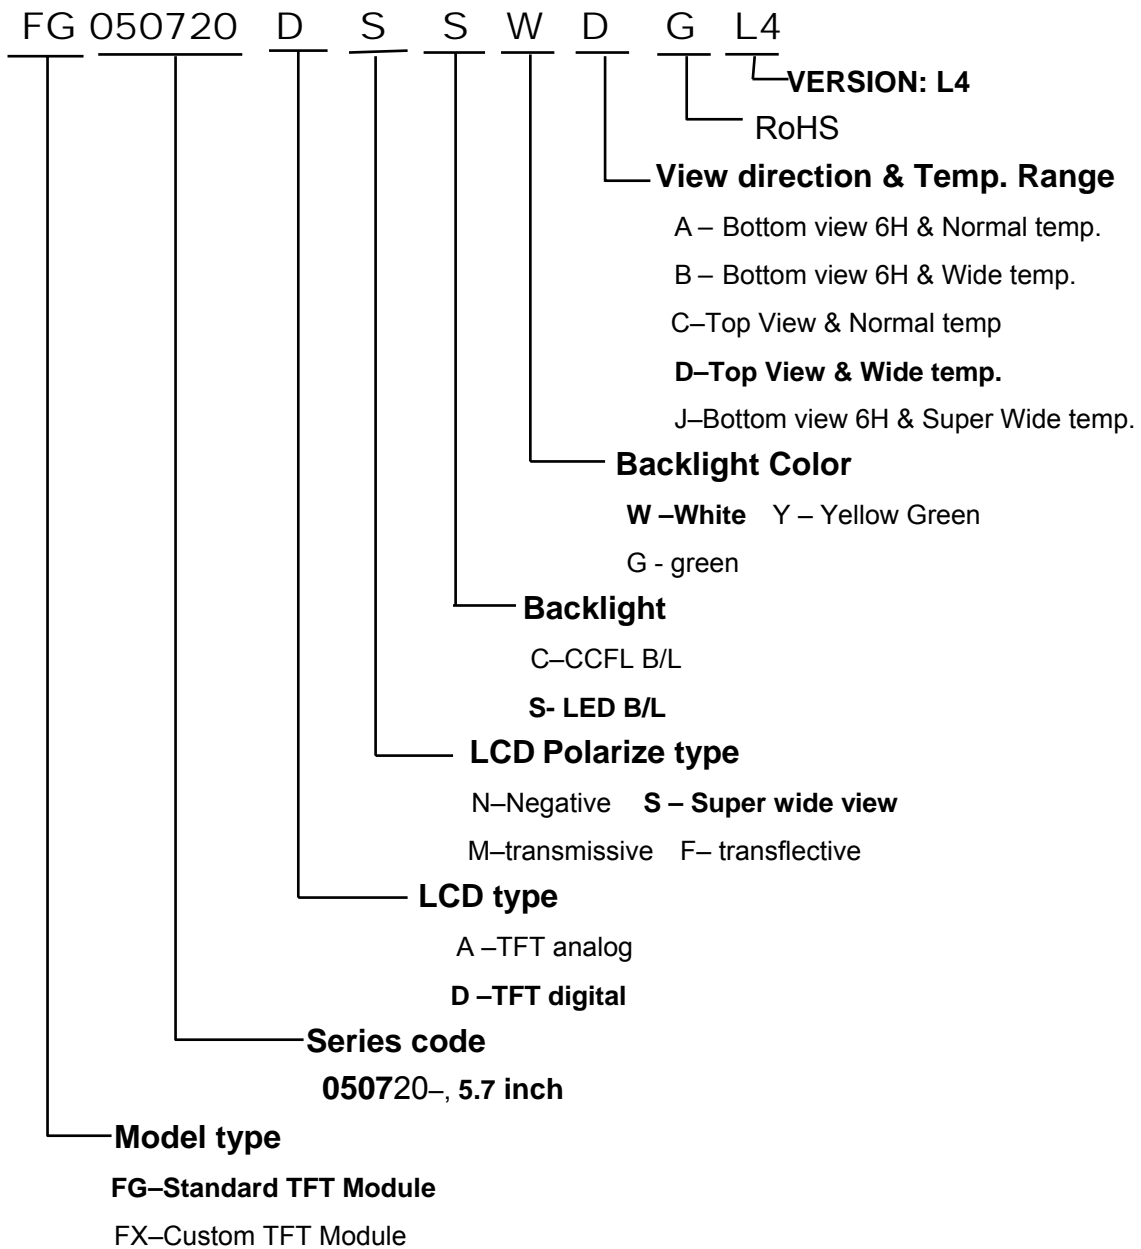 FG 050720 D S S W D G L4
VERSION: L4
RoHS
View direction & Temp. Range
A – Bottom view 6H & Normal temp.
B – Bottom view 6H & Wide temp.
C–Top View & Normal temp
D–Top View & Wide temp.
J–Bottom view 6H & Super Wide temp.
Backlight Color
W –White Y – Yellow Green
G - green
Backlight
C–CCFL B/L
S- LED B/L
LCD Polarize type
N–Negative S – Super wide view
M–transmissive F– transflective
LCD type
A –TFT analog
D –TFT digital
Series code
050720–, 5.7 inch
Model type
FG–Standard TFT Module
FX–Custom TFT Module